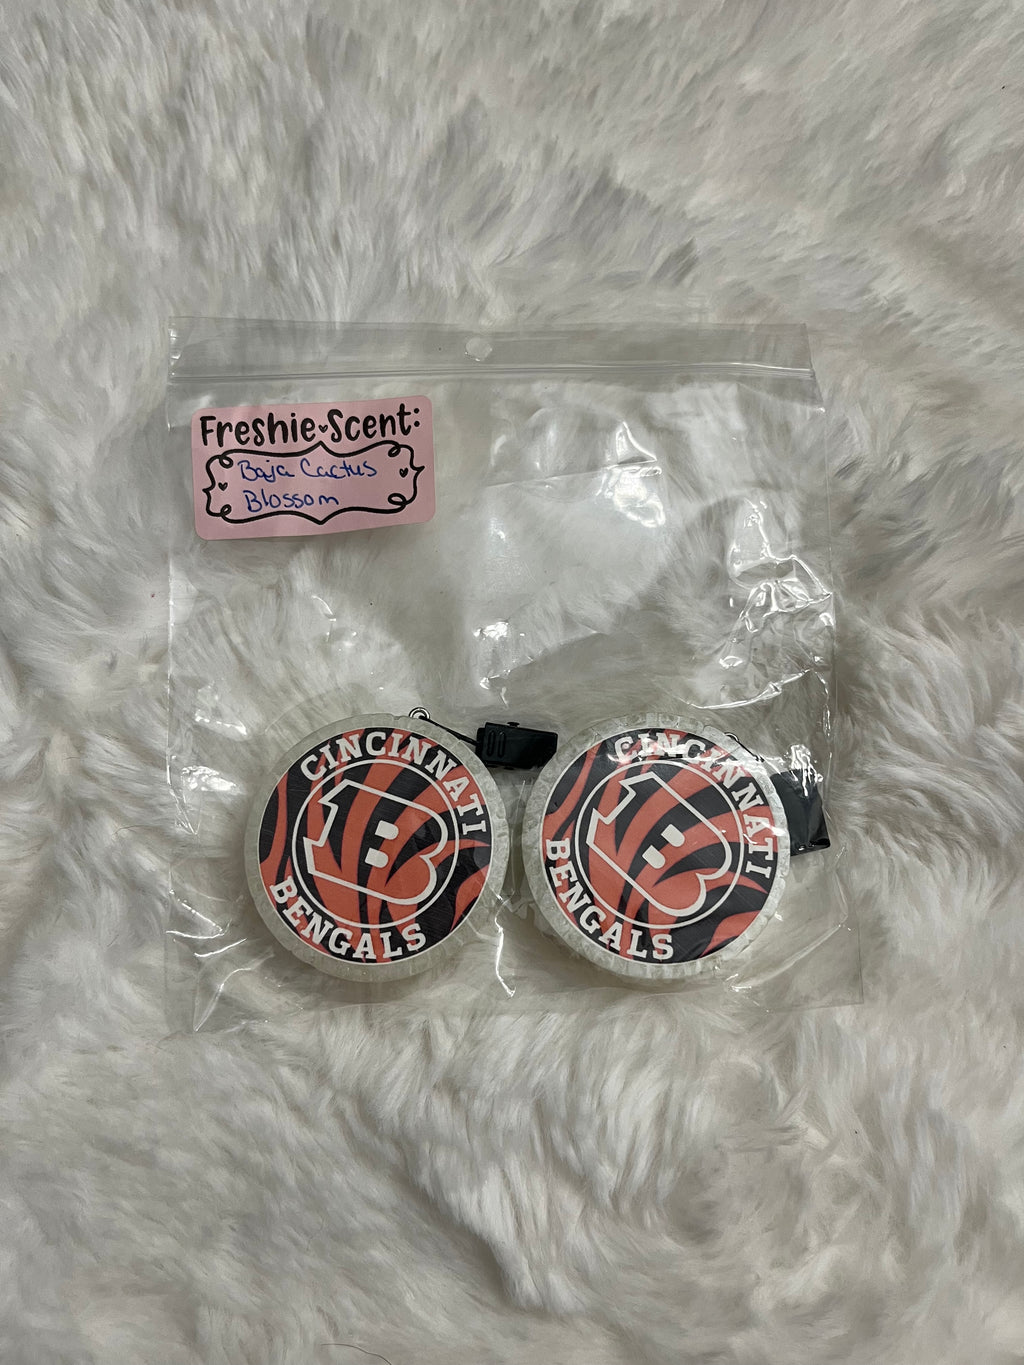 Freshie Scent:
Baja Cactus
Blossom
CINCINNATI
B
BENGALS
CINCINNATI
B
BENGALS